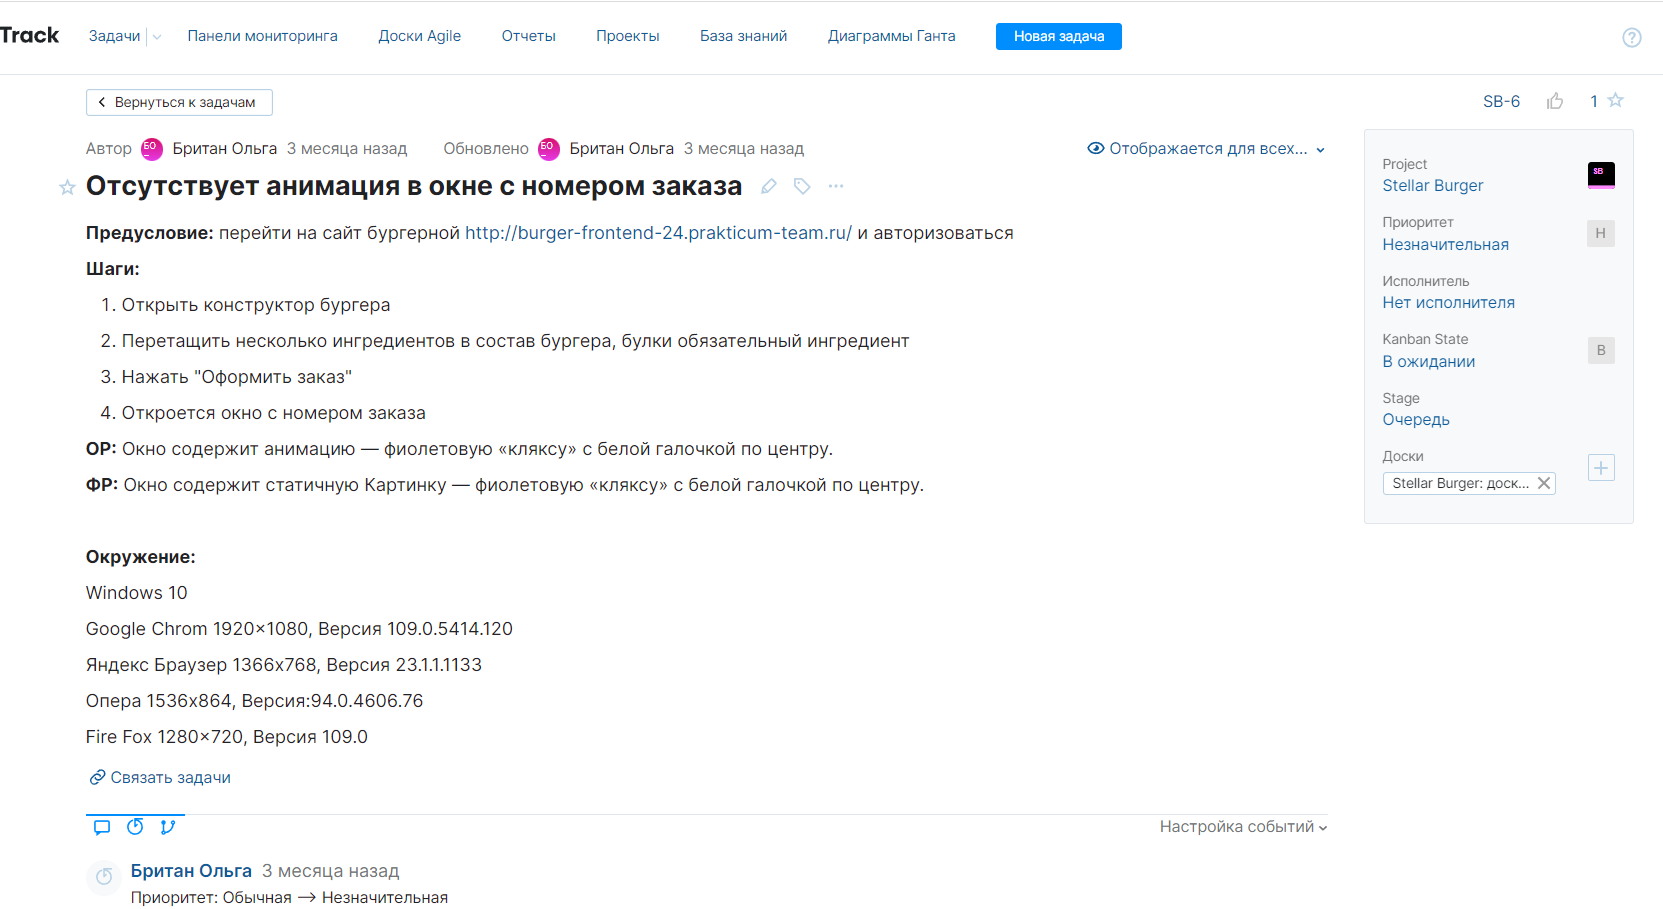 Track Задачи Панели мониторинга Доски Agile Отчеты Проекты База знаний Диаграммы Ганта Новая задача
Вернуться к задачам
SB-6 1
Автор БО Британ Ольга 3 месяца назад Обновлено БО Британ Ольга 3 месяца назад Отображается для всех...
Отсутствует анимация в окне с номером заказа
Предусловие: перейти на сайт бургерной http://burger-frontend-24.prakticum-team.ru/ и авторизоваться
Шаги:
1. Открыть конструктор бургера
2. Перетащить несколько ингредиентов в состав бургера, булки обязательный ингредиент
3. Нажать "Оформить заказ"
4. Откроется окно с номером заказа
ОР: Окно содержит анимацию — фиолетовую «кляксу» с белой галочкой по центру.
ФР: Окно содержит статичную Картинку — фиолетовую «кляксу» с белой галочкой по центру.
Окружение:
Windows 10
Google Chrom 1920×1080, Версия 109.0.5414.120
Яндекс Браузер 1366x768, Версия 23.1.1.1133
Опера 1536x864, Версия:94.0.4606.76
Fire Fox 1280×720, Версия 109.0
Связать задачи
Настройка событий
Британ Ольга 3 месяца назад
Приоритет: Обычная → Незначительная
Project
Stellar Burger
SB
Приоритет
Незначительная
Н
Исполнитель
Нет исполнителя
Kanban State
В ожидании
В
Stage
Очередь
Доски
Stellar Burger: доск...